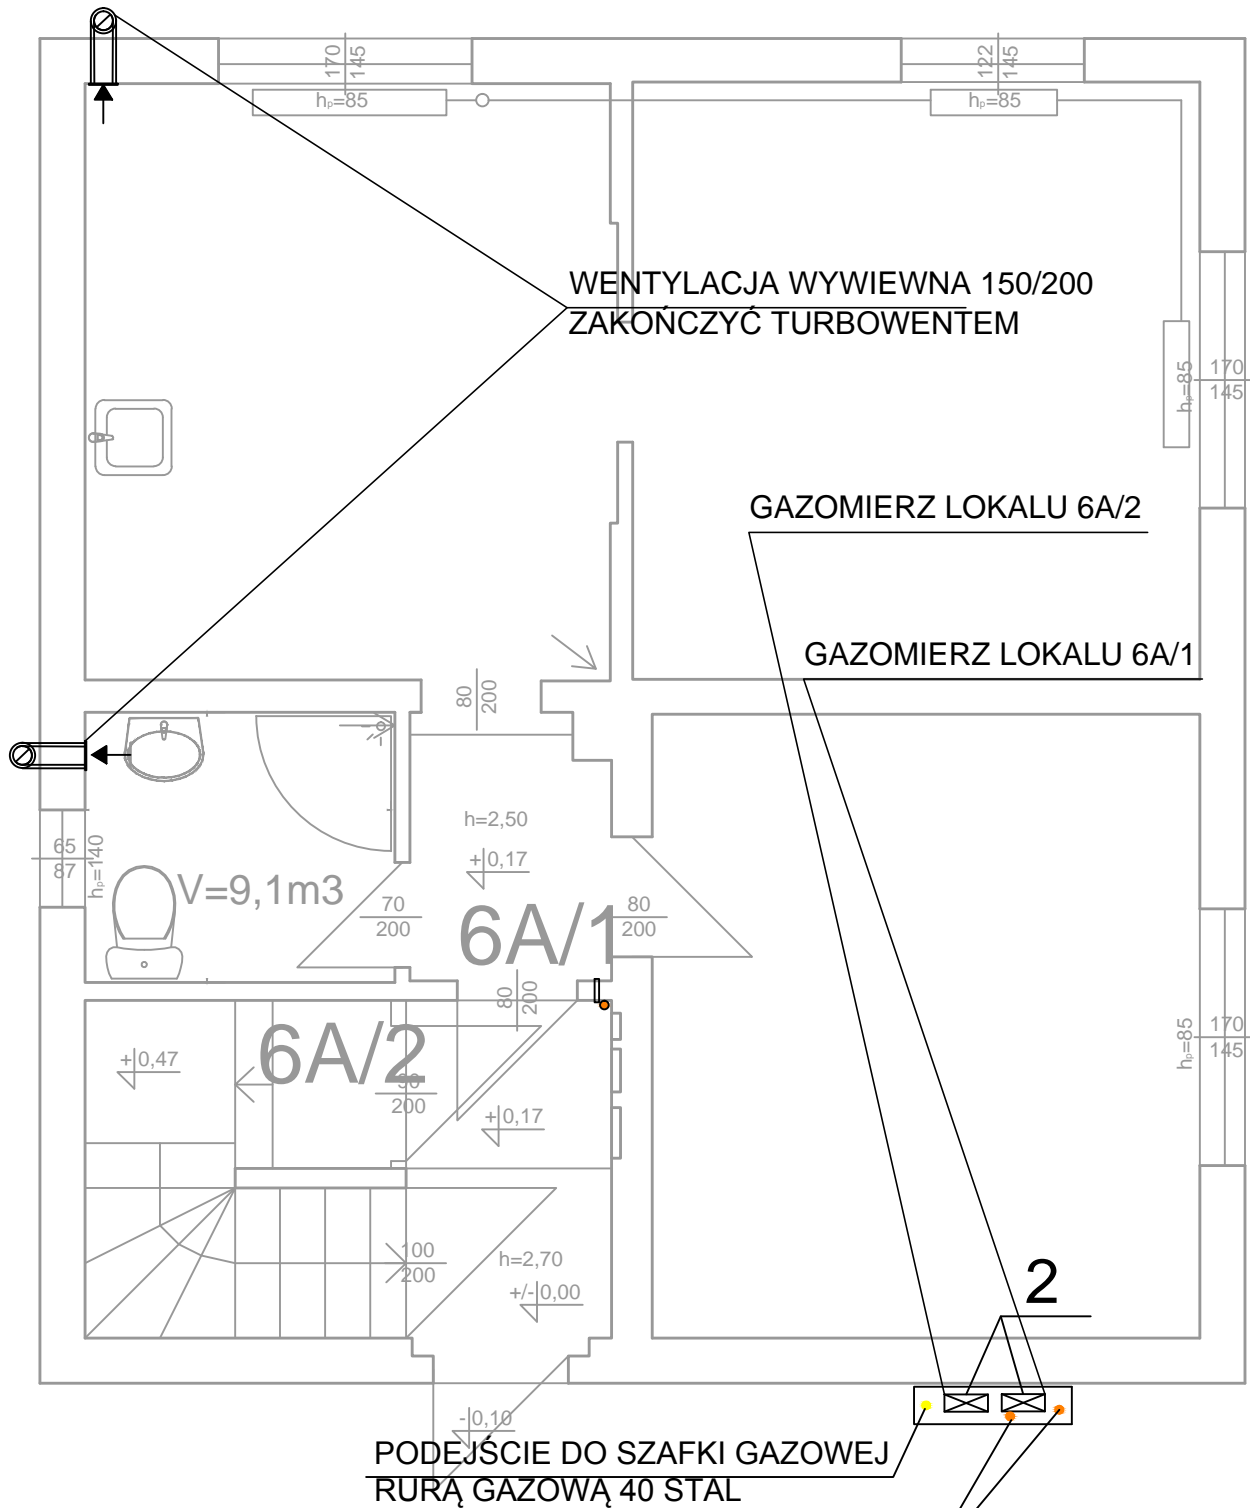 170
145
122
145
hp=85
hp=85
WENTYLACJA WYWIEWNA 150/200
ZAKOŃCZYĆ TURBOWENTEM
hp=85
170
145
GAZOMIERZ LOKALU 6A/2
GAZOMIERZ LOKALU 6A/1
80
200
h=2,50
+0,17
65
87
hp=140
V=9,1m3
70
200
6A/1
80
200
80
200
6A/2
+0,47
90
200
+0,17
hp=85
170
145
100
200
h=2,70
+/-0,00
2
-0,10
PODEJŚCIE DO SZAFKI GAZOWEJ
RURĄ GAZOWĄ 40 STAL